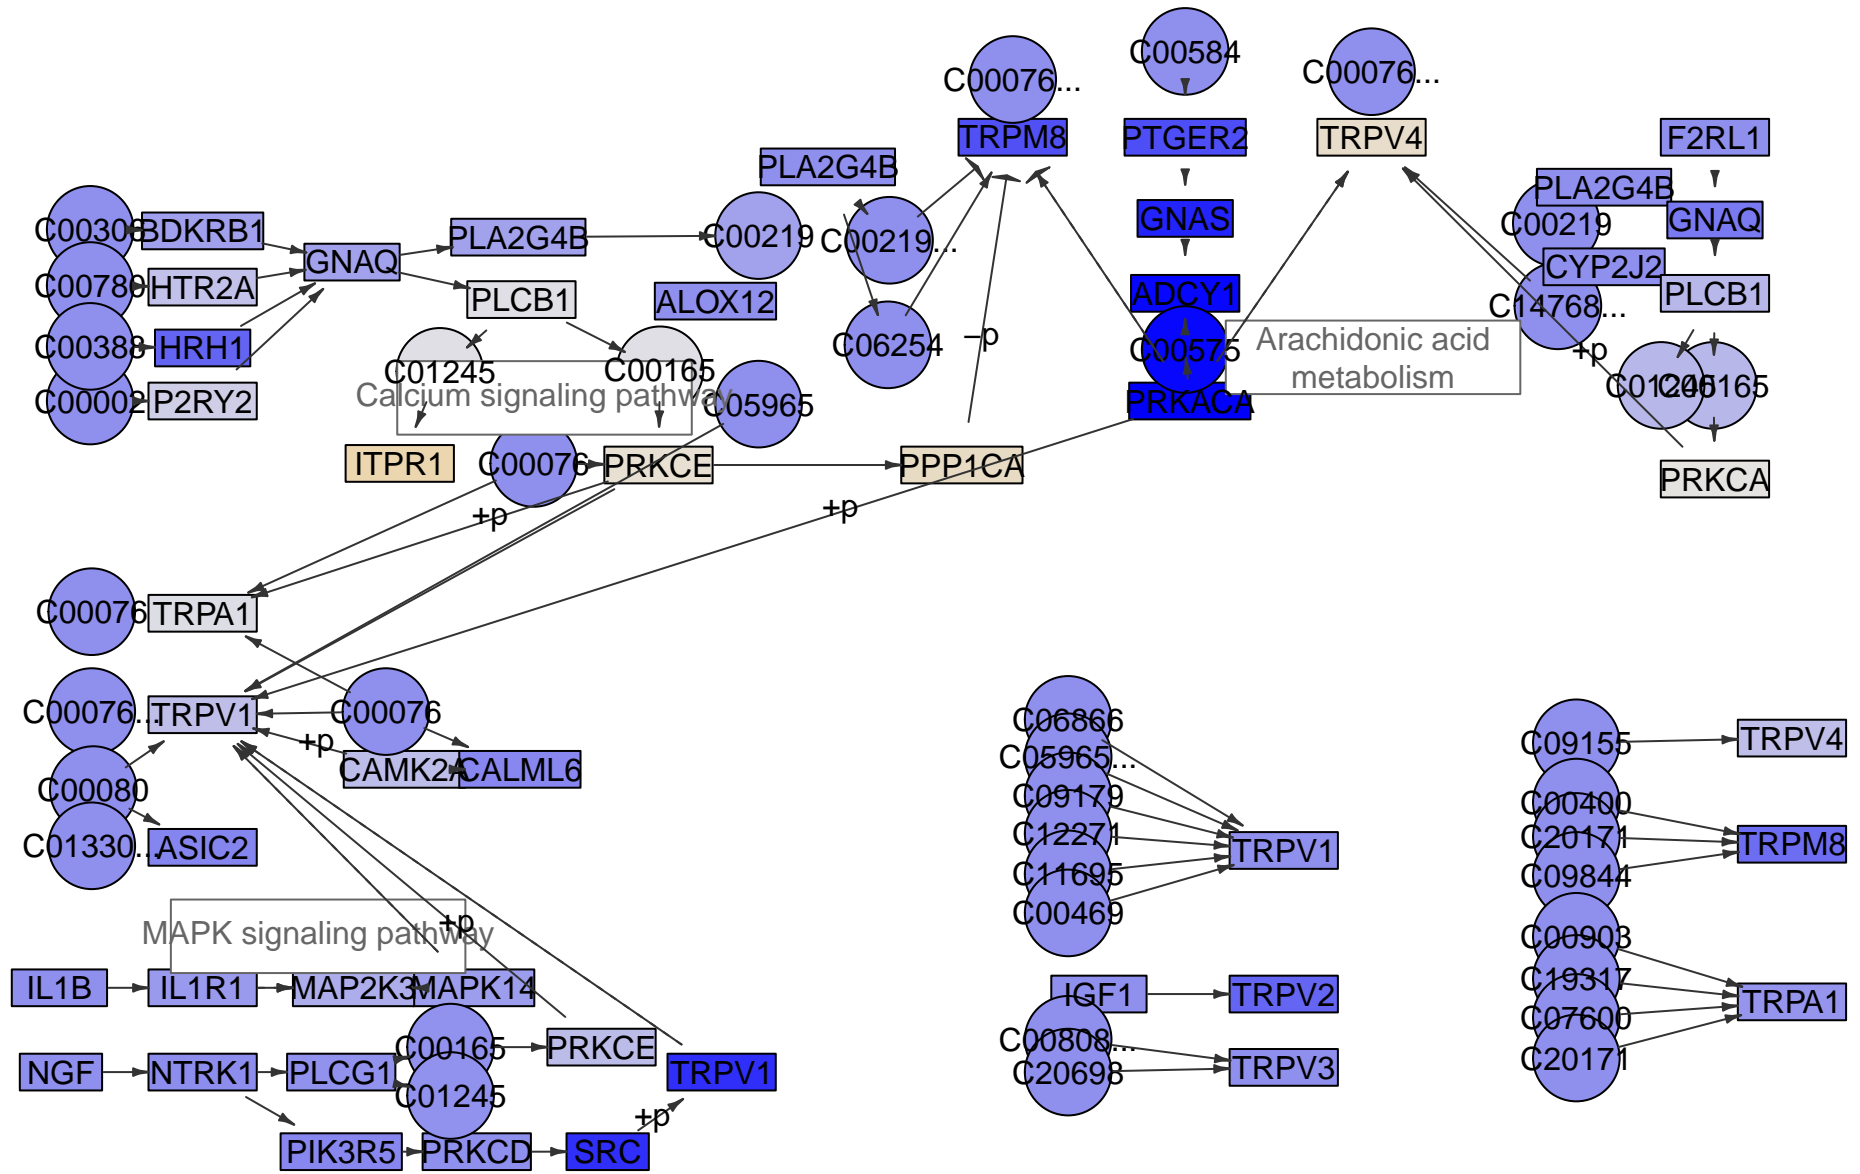 C00584
C00076...
C00076...
TRPM8
PTGER2
TRPV4
F2RL1
PLA2G4B
PLA2G4B
GNAS
GNAQ
C00219
BDKRB1
PLA2G4B
C00219
C00219...
GNAQ
CYP2J2
C00780
HTR2A
PLCB1
ALOX12
ADCY1
PLCB1
C14768...
C00388
HRH1
C06254
–p
C00575
Arachidonic acid
metabolism
+p
C01245
C00165
Calcium signaling pathway
C00002
P2RY2
C05965
PRKACA
C01245
C00165
ITPR1
C00076
PRKCE
PPP1CA
PRKCA
+p
+p
C00076
TRPA1
C00076...
TRPV1
C00076
+p
CAMK2A
CALML6
C00080
C01330...
ASIC2
C06866
C05965...
C09179
C12271
C11695
C00469
TRPV1
C09155
TRPV4
C00400
C20171
C09844
TRPM8
MAPK signaling pathway
+p
IL1B
IL1R1
MAP2K3
MAPK14
IGF1
TRPV2
C00903
C19317
C07600
C20171
TRPA1
C00165
PRKCE
C00808...
C20698
TRPV3
NGF
NTRK1
PLCG1
C01245
TRPV1
+p
PIK3R5
PRKCD
SRC